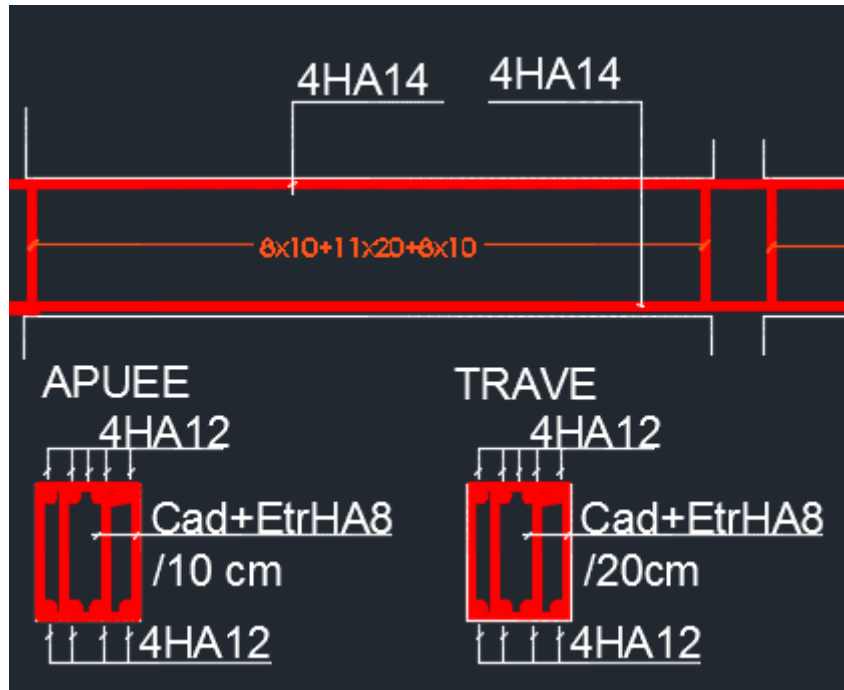 4HA14 4HA14
8x10+11x20+8x10
APUEE TRAVE
4HA12 4HA12
Cad+EtrHA8 Cad+EtrHA8
/10 cm /20cm
4HA12 4HA12